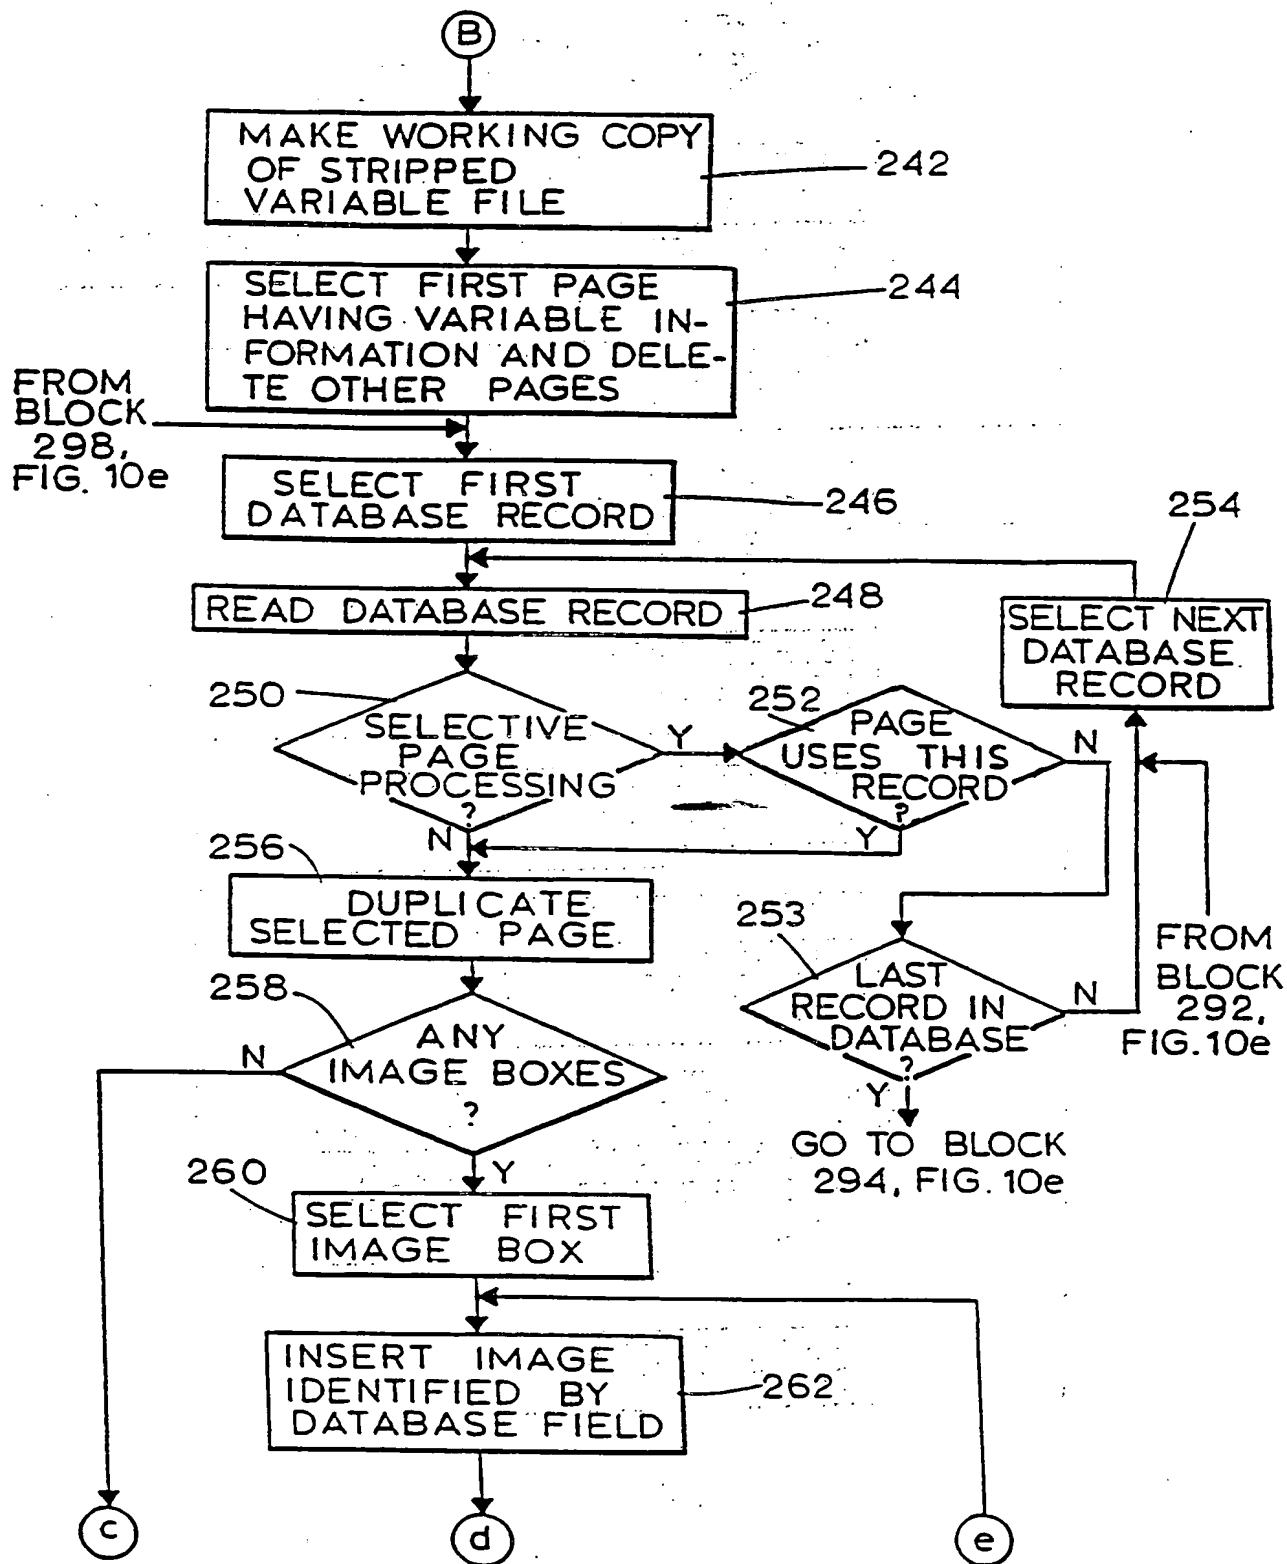 B
MAKE WORKING COPY
OF STRIPPED
VARIABLE FILE
242
SELECT FIRST PAGE
HAVING VARIABLE IN-
FORMATION AND DELE-
TE OTHER PAGES
244
FROM
BLOCK
298,
FIG. 10e
SELECT FIRST
DATABASE RECORD
246
254
READ DATABASE RECORD
248
SELECT NEXT
DATABASE
RECORD
250
SELECTIVE
PAGE
PROCESSING
?
Y
N
252
PAGE
USES THIS
RECORD
?
N
Y
256
DUPLICATE
SELECTED PAGE
253
LAST
RECORD IN
DATABASE
?
N
Y
FROM
BLOCK
292,
FIG. 10e
GO TO BLOCK
294, FIG. 10e
258
ANY
IMAGE BOXES
?
N
Y
260
SELECT FIRST
IMAGE BOX
INSERT IMAGE
IDENTIFIED BY
DATABASE FIELD
262
c
d
e